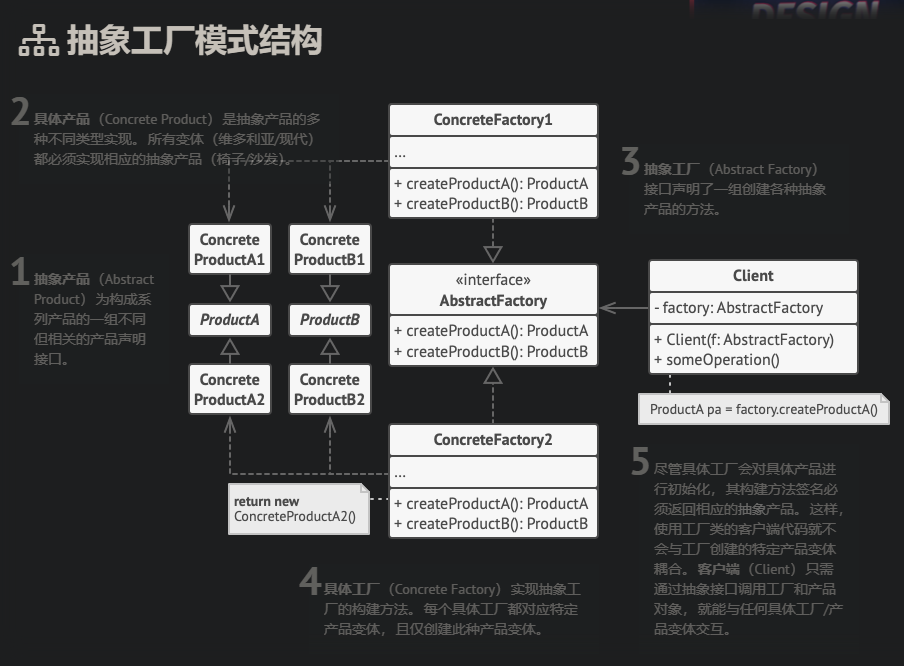 DESIGN
抽象工厂模式结构
2
具体产品（Concrete Product）是抽象产品的多
种不同类型实现。所有变体（维多利亚/现代）
都必须实现相应的抽象产品（椅子/沙发）。
ConcreteFactory1
...
+ createProductA(): ProductA
+ createProductB(): ProductB
3
抽象工厂（Abstract Factory）
接口声明了一组创建各种抽象
产品的方法。
Concrete
ProductA1
Concrete
ProductB1
1
抽象产品（Abstract
Product）为构成系
列产品的一组不同
但相关的产品声明
接口。
ProductA
ProductB
«interface»
AbstractFactory
+ createProductA(): ProductA
+ createProductB(): ProductB
Client
- factory: AbstractFactory
+ Client(f: AbstractFactory)
+ someOperation()
Concrete
ProductA2
Concrete
ProductB2
ProductA pa = factory.createProductA()
ConcreteFactory2
...
+ createProductA(): ProductA
+ createProductB(): ProductB
return new
ConcreteProductA2()
5
尽管具体工厂会对具体产品进
行初始化，其构建方法签名必
须返回相应的抽象产品。这样，
使用工厂类的客户端代码就不
会与工厂创建的特定产品变体
耦合。客户端（Client）只需
通过抽象接口调用工厂和产品
对象，就能与任何具体工厂/产
品变体交互。
4
具体工厂（Concrete Factory）实现抽象工
厂的构建方法。每个具体工厂都对应特定
产品变体，且仅创建此种产品变体。